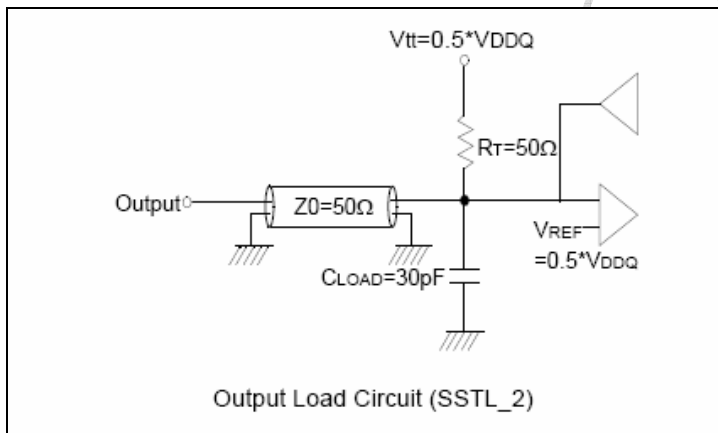 Vtt=0.5*VDDQ
RT=50Ω
Output
Z0=50Ω
VREF
=0.5*VDDQ
CLOAD=30pF
Output Load Circuit (SSTL_2)